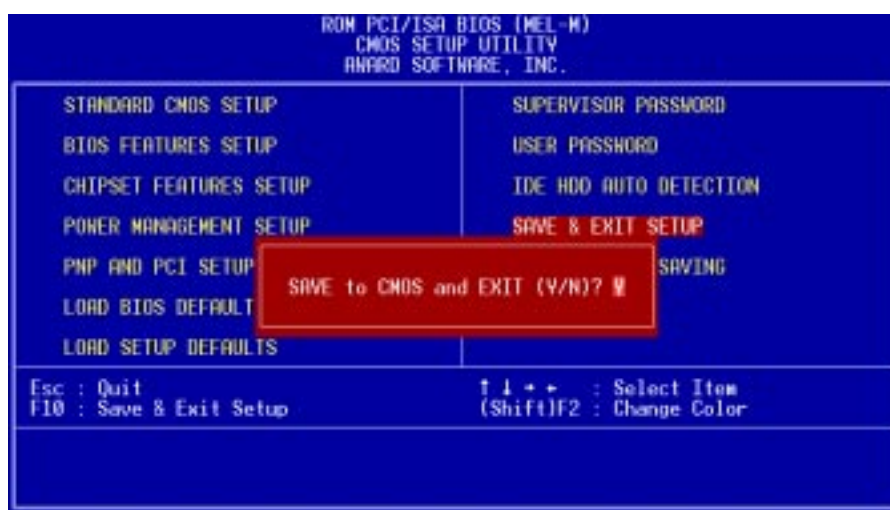 ROM PCI/ISA BIOS (MEL-M)
CMOS SETUP UTILITY
AWARD SOFTWARE, INC.
STANDARD CMOS SETUP
BIOS FEATURES SETUP
CHIPSET FEATURES SETUP
POWER MANAGEMENT SETUP
PNP AND PCI SETUP
LOAD BIOS DEFAULT
LOAD SETUP DEFAULTS
SUPERVISOR PASSWORD
USER PASSWORD
IDE HDD AUTO DETECTION
SAVE & EXIT SETUP
SAVING
SAVE to CMOS and EXIT (Y/N)? Y
Esc : Quit
F10 : Save & Exit Setup
↑ ↓ → ← : Select Item
(Shift)F2 : Change Color